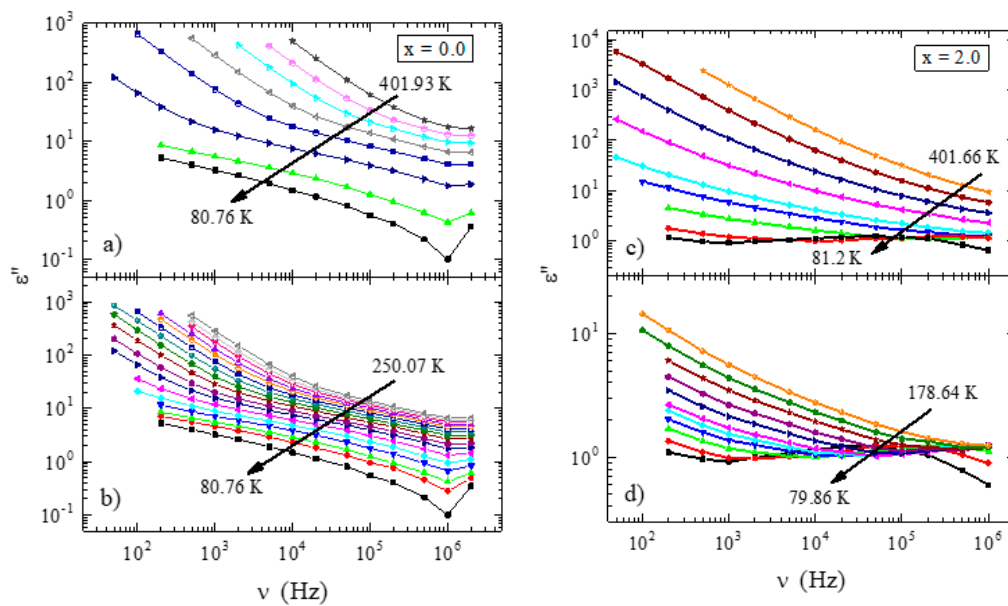 10^3
10^2
10^1
10^0
10^-1
ε''
x = 0.0
401.93 K
80.76 K
a)
10^3
10^2
10^1
10^0
10^-1
250.07 K
80.76 K
b)
10^2 10^3 10^4 10^5 10^6
ν (Hz)
10^4
10^3
10^2
10^1
10^0
ε''
x = 2.0
401.66 K
81.2 K
c)
10^1
10^0
178.64 K
79.86 K
d)
10^2 10^3 10^4 10^5 10^6
ν (Hz)